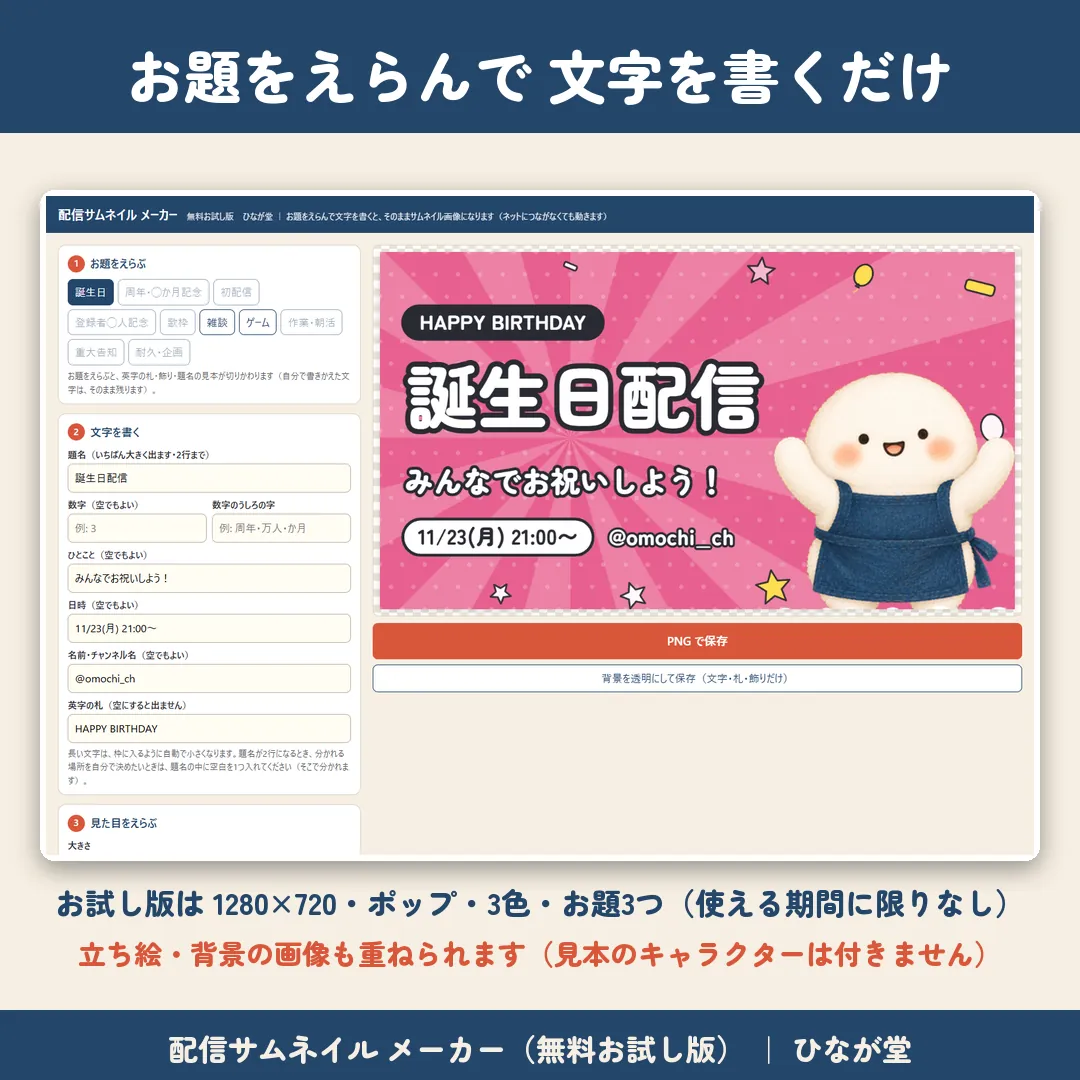 お題をえらんで 文字を書くだけ
配信サムネイル メーカー 無料お試し版 ひなが堂 | お題をえらんで文字を書くと、そのままサムネイル画像になります（ネットにつながなくても動きます）
1 お題をえらぶ
誕生日 周年・◯か月記念 初配信
登録者◯人記念 歌枠 雑談 ゲーム 作業・朝活
重大告知 耐久・企画
お題をえらぶと、英字の札・飾り・題名の見本が切りかわります（自分で書きかえた文
字は、そのまま残ります）。
2 文字を書く
題名（いちばん大きく出ます・2行まで）
誕生日配信
数字（空でもよい） 数字のうしろの字
例: 3 例: 周年・万人・か月
ひとこと（空でもよい）
みんなでお祝いしよう！
日時（空でもよい）
11/23(月) 21:00〜
名前・チャンネル名（空でもよい）
@omochi_ch
英字の札（空にすると出ません）
HAPPY BIRTHDAY
長い文字は、枠に入るように自動で小さくなります。題名が2行になるとき、分かれる
場所を自分で決めたいときは、題名の中に空白を1つ入れてください（そこで分かれま
す）。
3 見た目をえらぶ
大きさ
HAPPY BIRTHDAY
誕生日配信
みんなでお祝いしよう！
11/23(月) 21:00〜 @omochi_ch
PNG で保存
背景を透明にして保存（文字・札・飾りだけ）
お試し版は 1280×720・ポップ・3色・お題3つ（使える期間に限りなし）
立ち絵・背景の画像も重ねられます（見本のキャラクターは付きません）
配信サムネイル メーカー（無料お試し版） | ひなが堂